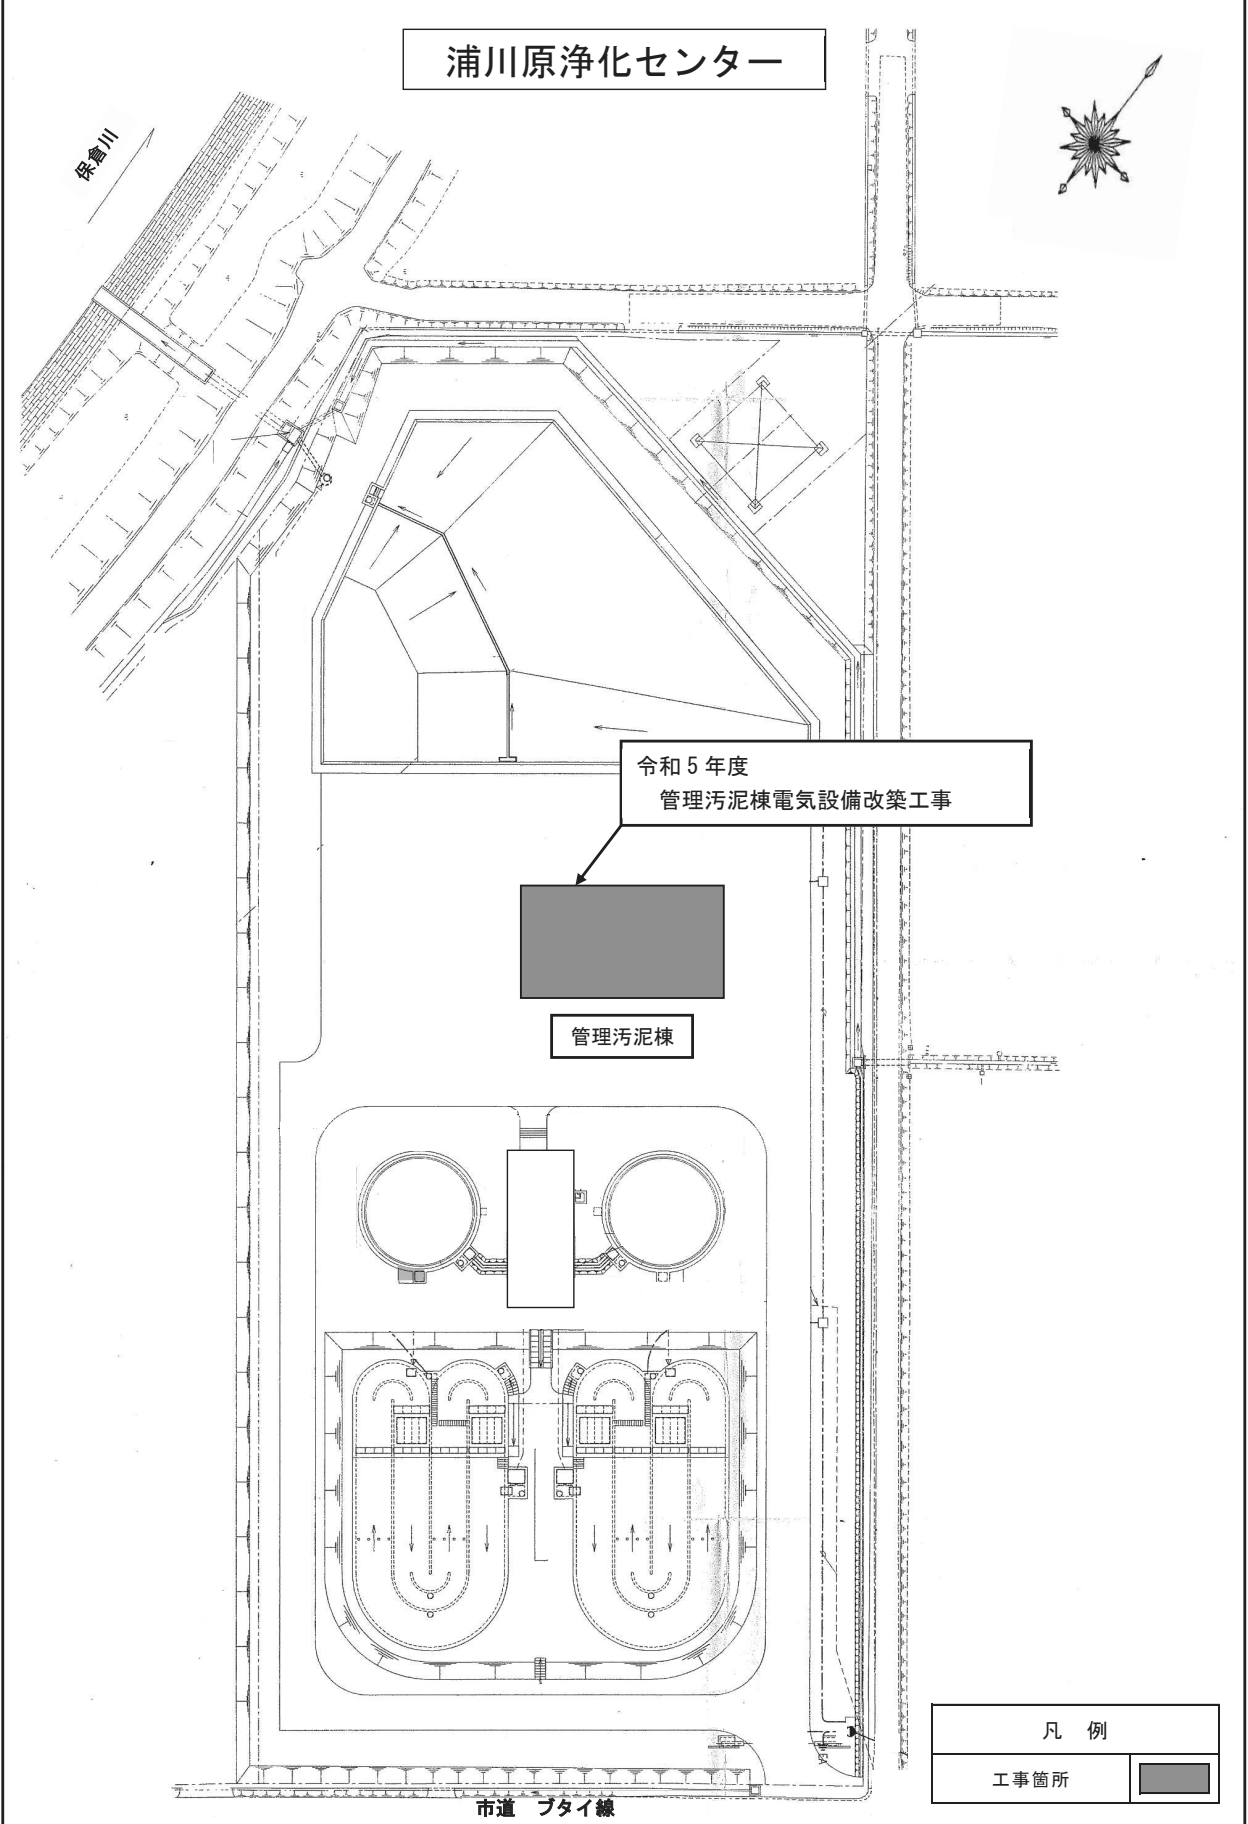 浦川原浄化センター
保倉川
令和5年度
管理汚泥棟電気設備改築工事
管理汚泥棟
凡 例
工事箇所
市道 ブタイ線